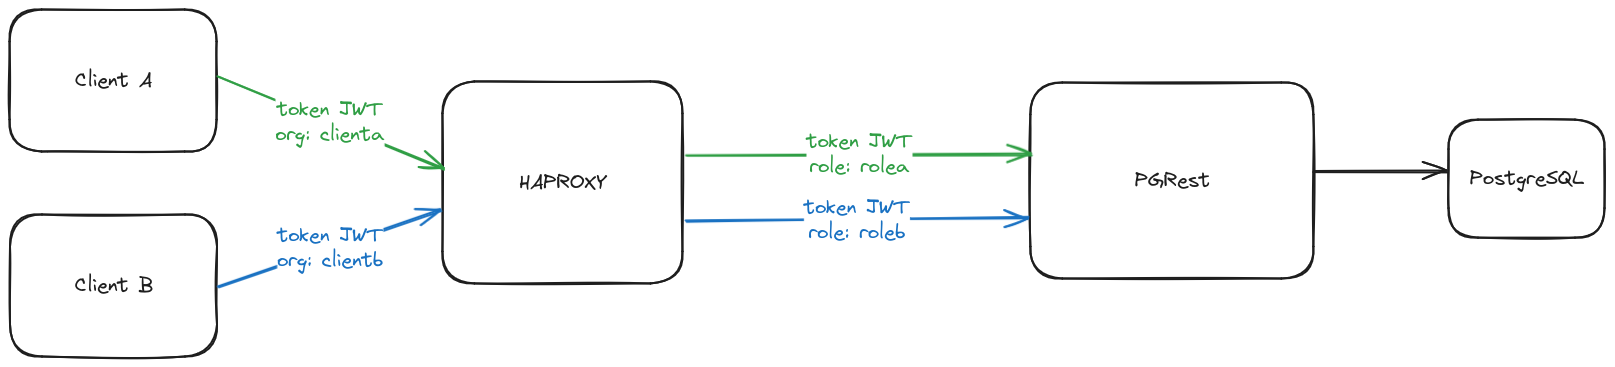 Client A
token JWT
org: clienta
HAPROXY
token JWT
role: rolea
PGRest
PostgreSQL
token JWT
role: roleb
token JWT
org: clientb
Client B